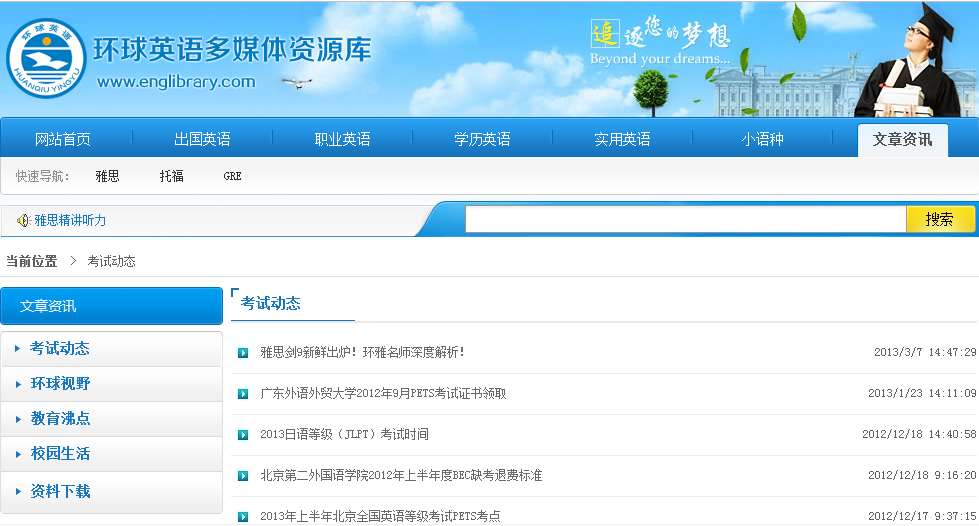 环球英语
HUANQIU YINGYU
环球英语多媒体资源库
www.englibrary.com
追逐您的梦想
Beyond your dreams...
网站首页 出国英语 职业英语 学历英语 实用英语 小语种 文章资讯
快速导航: 雅思 托福 GRE
雅思精讲听力 搜索
当前位置 > 考试动态
文章资讯
考试动态
环球视野
教育沸点
校园生活
资料下载
考试动态
雅思剑9新鲜出炉！环雅名师深度解析！ 2013/3/7 14:47:29
广东外语外贸大学2012年9月PETS考试证书领取 2013/1/23 14:11:09
2013日语等级（JLPT）考试时间 2012/12/18 14:40:58
北京第二外国语学院2012年上半年度BEC缺考退费标准 2012/12/18 9:16:20
2013年上半年北京全国英语等级考试PETS考点 2012/12/17 9:37:15